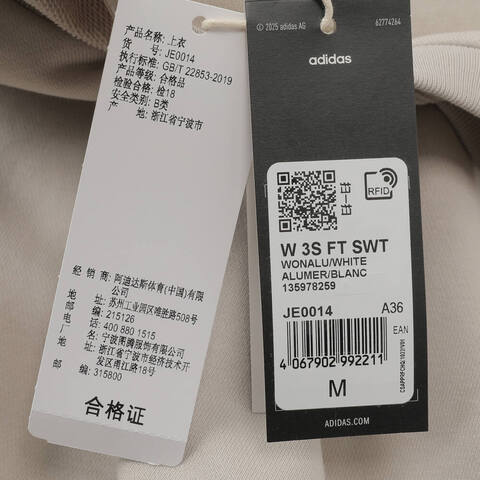 产品名称: 上衣
货 号: JE0014
执行标准: GB/T 22853-2019
产品等级: 合格品
检验合格: 检18
安全类别: B类
产 地: 浙江省宁波市
经 销 商: 阿迪达斯体育(中国)有限
公司
地 址: 苏州工业园区唯胜路508号
邮 编: 215126
电 话: 400 880 1515
厂 名: 宁波图腾服饰有限公司
地 址: 浙江省宁波市经济技术开
发区甬江路18号
邮 编: 315800
合格证
© 2025 adidas AG
62774264
adidas
RFID
W 3S FT SWT
WONALU/WHITE
ALUMER/BLANC
135978259
JE0014
A36
EAN
4 067902 992211
M
ADIDAS.COM